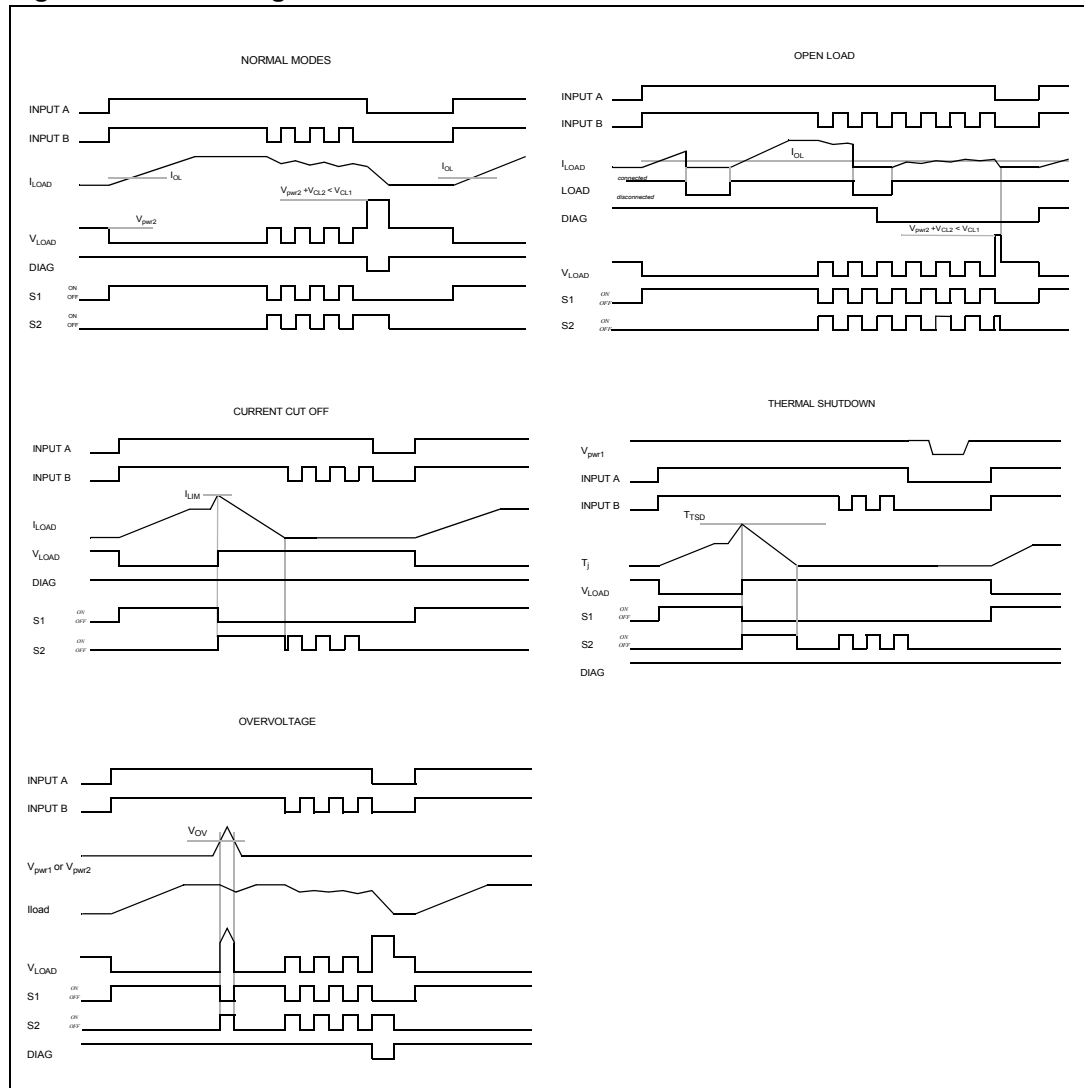 NORMAL MODES
INPUT A
INPUT B
IOL
IOL
ILOAD
Vpwr2 +VCL2 < VCL1
Vpwr2
VLOAD
DIAG
S1 ON OFF
S2 ON OFF
OPEN LOAD
INPUT A
INPUT B
IOL
ILOAD
connected
LOAD
disconnected
DIAG
Vpwr2 +VCL2 < VCL1
VLOAD
S1 ON OFF
S2 ON OFF
CURRENT CUT OFF
INPUT A
INPUT B
ILIM
ILOAD
VLOAD
DIAG
S1 ON OFF
S2 ON OFF
THERMAL SHUTDOWN
Vpwr1
INPUT A
INPUT B
TTSD
Tj
VLOAD
S1 ON OFF
S2 ON OFF
DIAG
OVERVOLTAGE
INPUT A
INPUT B
VOV
Vpwr1 or Vpwr2
Iload
VLOAD
S1 ON OFF
S2 ON OFF
DIAG